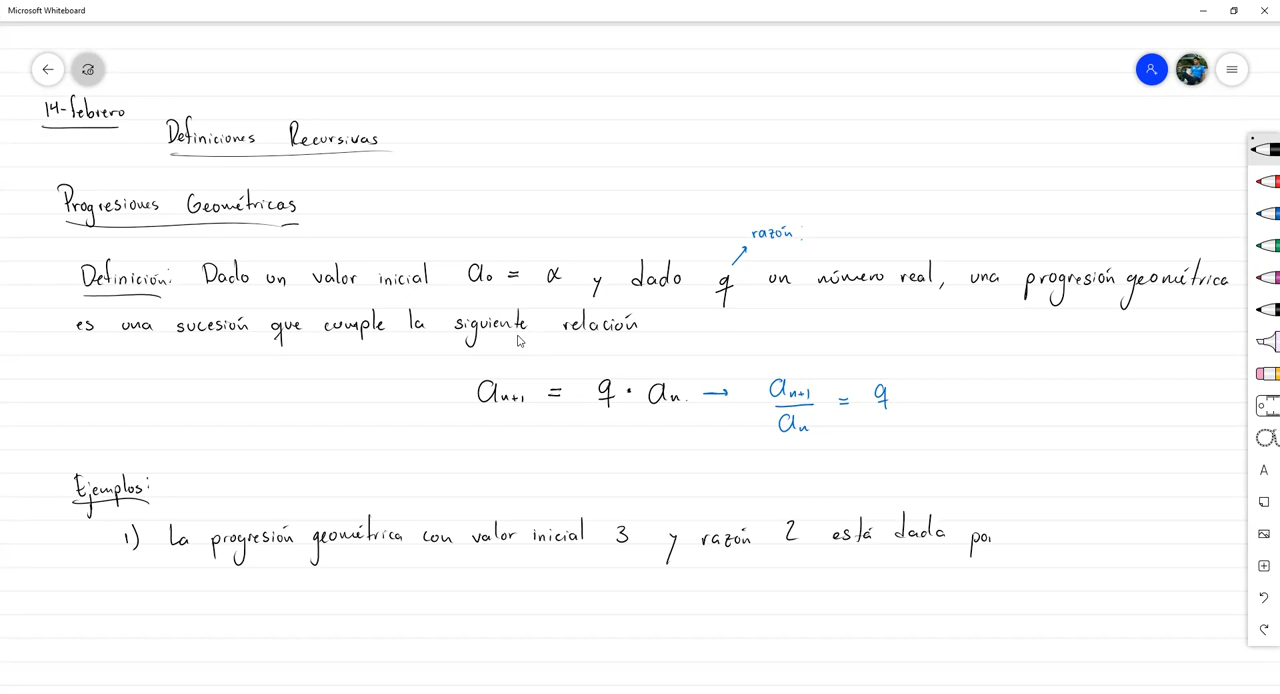 Microsoft Whiteboard
14-febrero
Definiciones Recursivas
Progresiones Geométricas
razón:
Definición: Dado un valor inicial a₀ = α y dado q un número real, una progresión geométrica
es una sucesión que cumple la siguiente relación
aₙ₊₁ = q · aₙ. → aₙ₊₁/aₙ = q
Ejemplos:
1) La progresión geométrica con valor inicial 3 y razón 2 está dada por
A